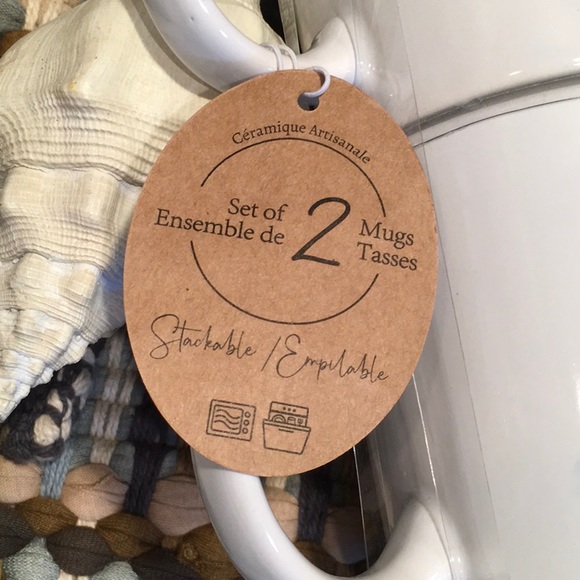 Céramique Artisanale
Set of 2 Mugs
Ensemble de Tasses
Stackable / Empilable